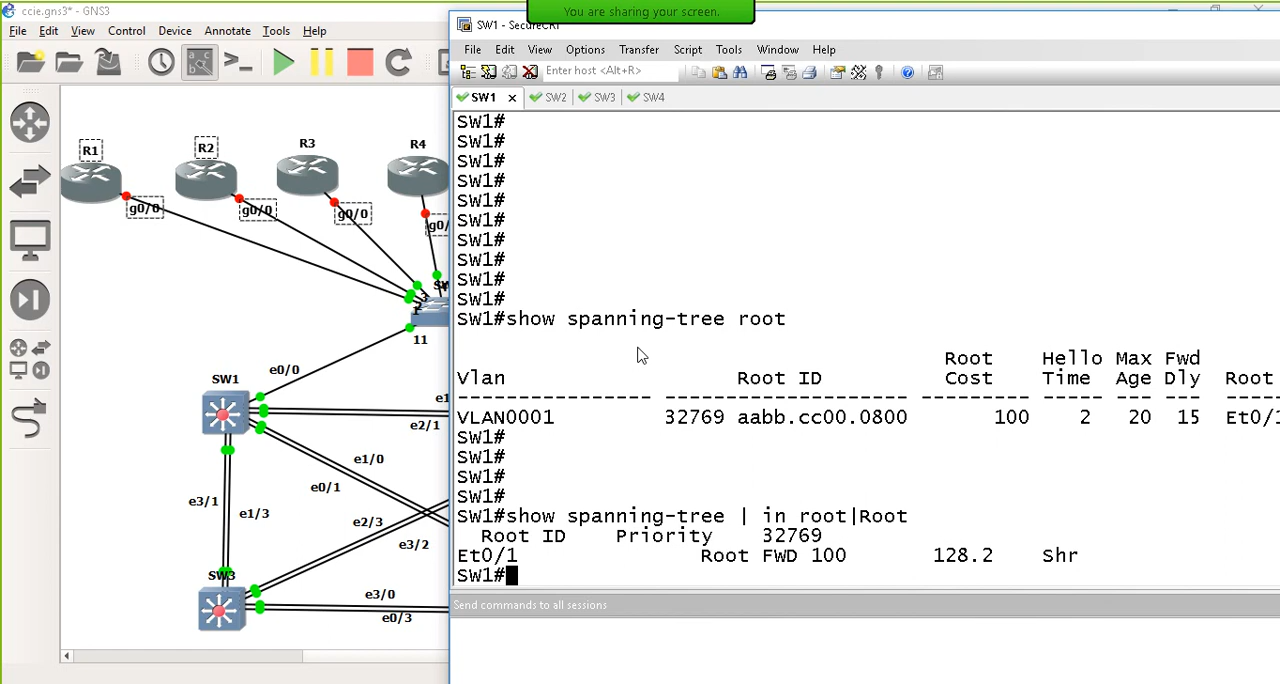 ccie.gns3* - GNS3
File Edit View Control Device Annotate Tools Help
You are sharing your screen.
R1
R2
R3
R4
g0/0
g0/0
g0/0
11
e0/0
SW1
e2/1
e1/0
e0/1
e3/1
e1/3
e2/3
e3/2
SW3
e3/0
e0/3
File Edit View Options Transfer Script Tools Window Help
Enter host <Alt+R>
SW1 SW2 SW3 SW4
SW1#
SW1#
SW1#
SW1#
SW1#
SW1#
SW1#
SW1#
SW1#
SW1#
SW1#show spanning-tree root
Root Hello Max Fwd
Vlan Root ID Cost Time Age Dly Root
---------------- -------------------- --------- ----- --- --- ----
VLAN0001 32769 aabb.cc00.0800 100 2 20 15 Et0/
SW1#
SW1#
SW1#
SW1#
SW1#show spanning-tree | in root|Root
Root ID Priority 32769
Et0/1 Root FWD 100 128.2 Shr
SW1#
Send commands to all sessions